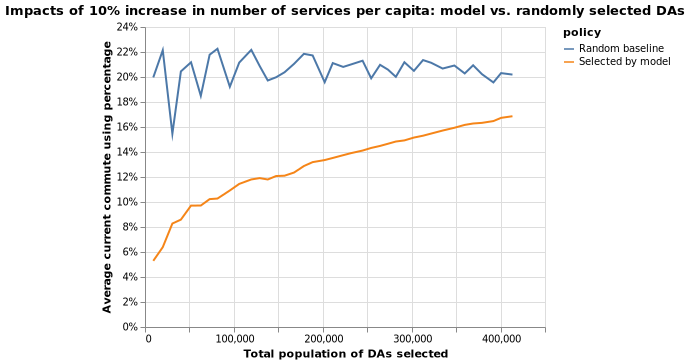 Impacts of 10% increase in number of services per capita: model vs. randomly selected DAs
policy
Random baseline
Selected by model
Average current commute using percentage
24%
22%
20%
18%
16%
14%
12%
10%
8%
6%
4%
2%
0%
0 100,000 200,000 300,000 400,000
Total population of DAs selected